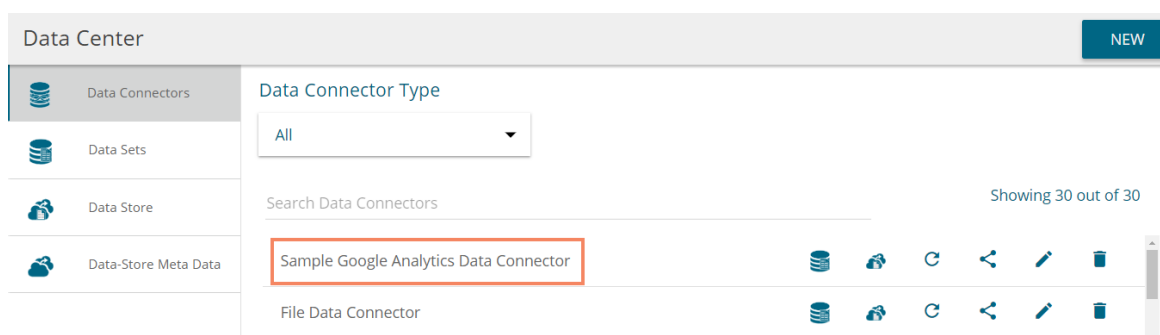 Data Center
NEW
Data Connectors
Data Sets
Data Store
Data-Store Meta Data
Data Connector Type
All
Search Data Connectors
Showing 30 out of 30
Sample Google Analytics Data Connector
File Data Connector